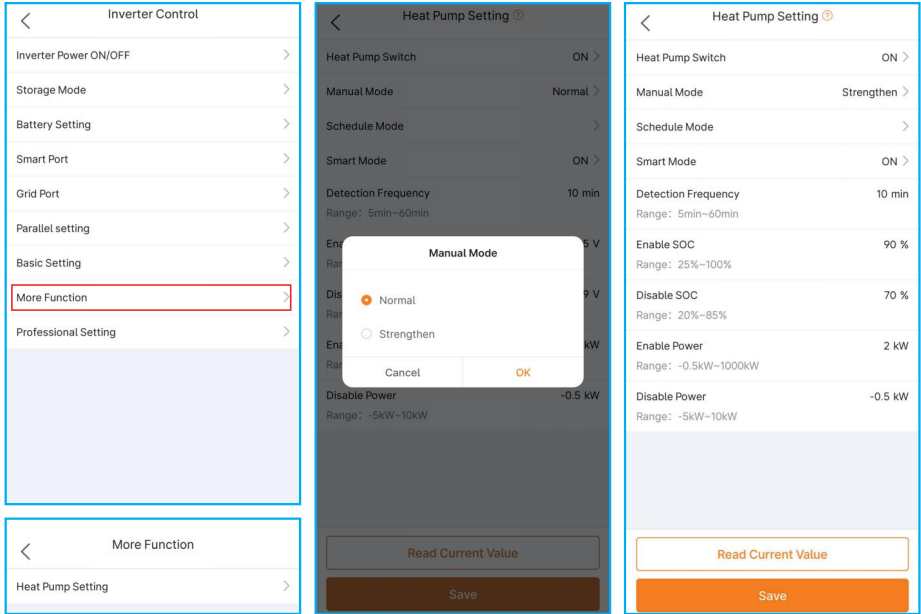 Inverter Control
Inverter Power ON/OFF
Storage Mode
Battery Setting
Smart Port
Grid Port
Parallel setting
Basic Setting
More Function
Professional Setting
More Function
Heat Pump Setting
Heat Pump Setting ?
Heat Pump Switch ON
Manual Mode Normal
Schedule Mode
Smart Mode ON
Detection Frequency 10 min
Range: 5min~60min
Manual Mode
Normal
Strengthen
Cancel OK
Disable Power -0.5 kW
Range: -5kW~10kW
Read Current Value
Save
Heat Pump Setting ?
Heat Pump Switch ON
Manual Mode Strengthen
Schedule Mode
Smart Mode ON
Detection Frequency 10 min
Range: 5min~60min
Enable SOC 90 %
Range: 25%~100%
Disable SOC 70 %
Range: 20%~85%
Enable Power 2 kW
Range: -0.5kW~1000kW
Disable Power -0.5 kW
Range: -5kW~10kW
Read Current Value
Save